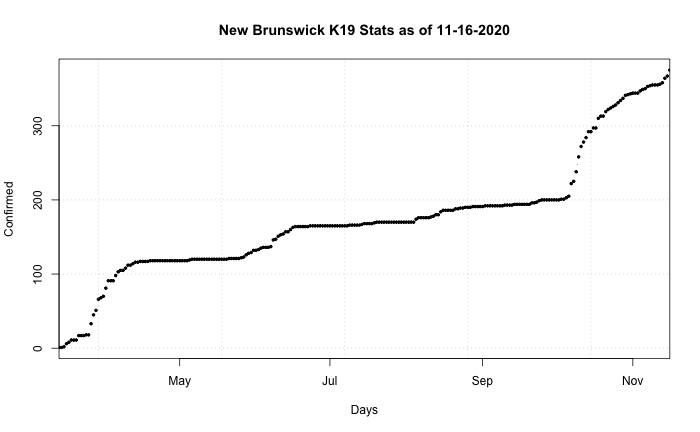 New Brunswick K19 Stats as of 11-16-2020
Confirmed
300
200
100
0
May Jul Sep Nov
Days